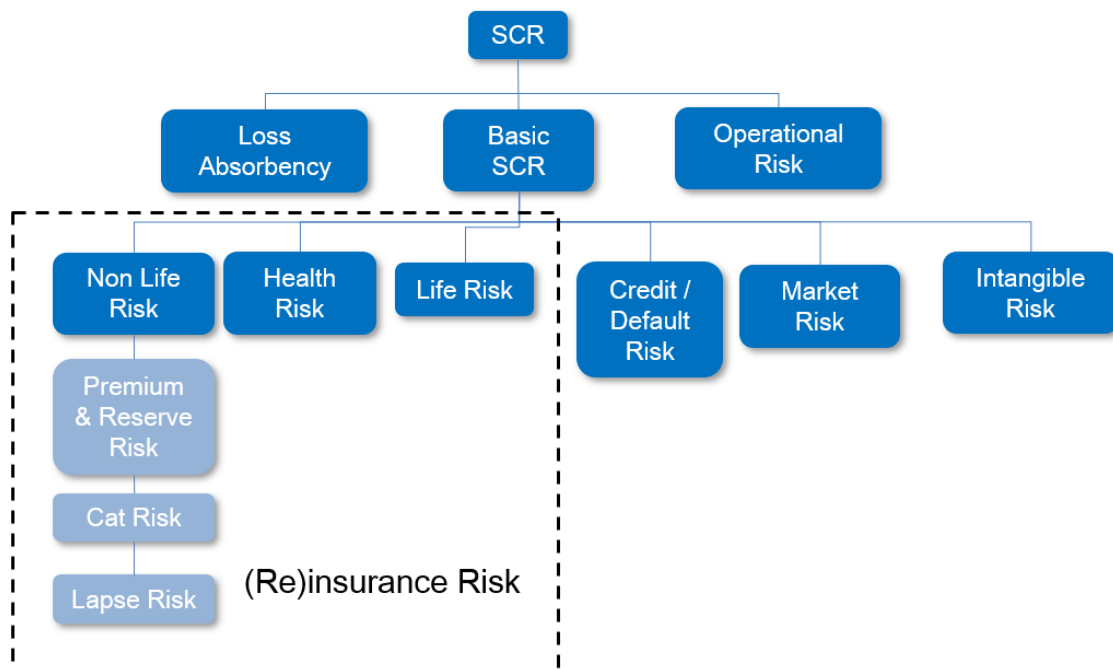 SCR
Loss
Absorbency
Basic
SCR
Operational
Risk
Non Life
Risk
Health
Risk
Life Risk
Credit /
Default
Risk
Market
Risk
Intangible
Risk
Premium
& Reserve
Risk
Cat Risk
Lapse Risk
(Re)insurance Risk